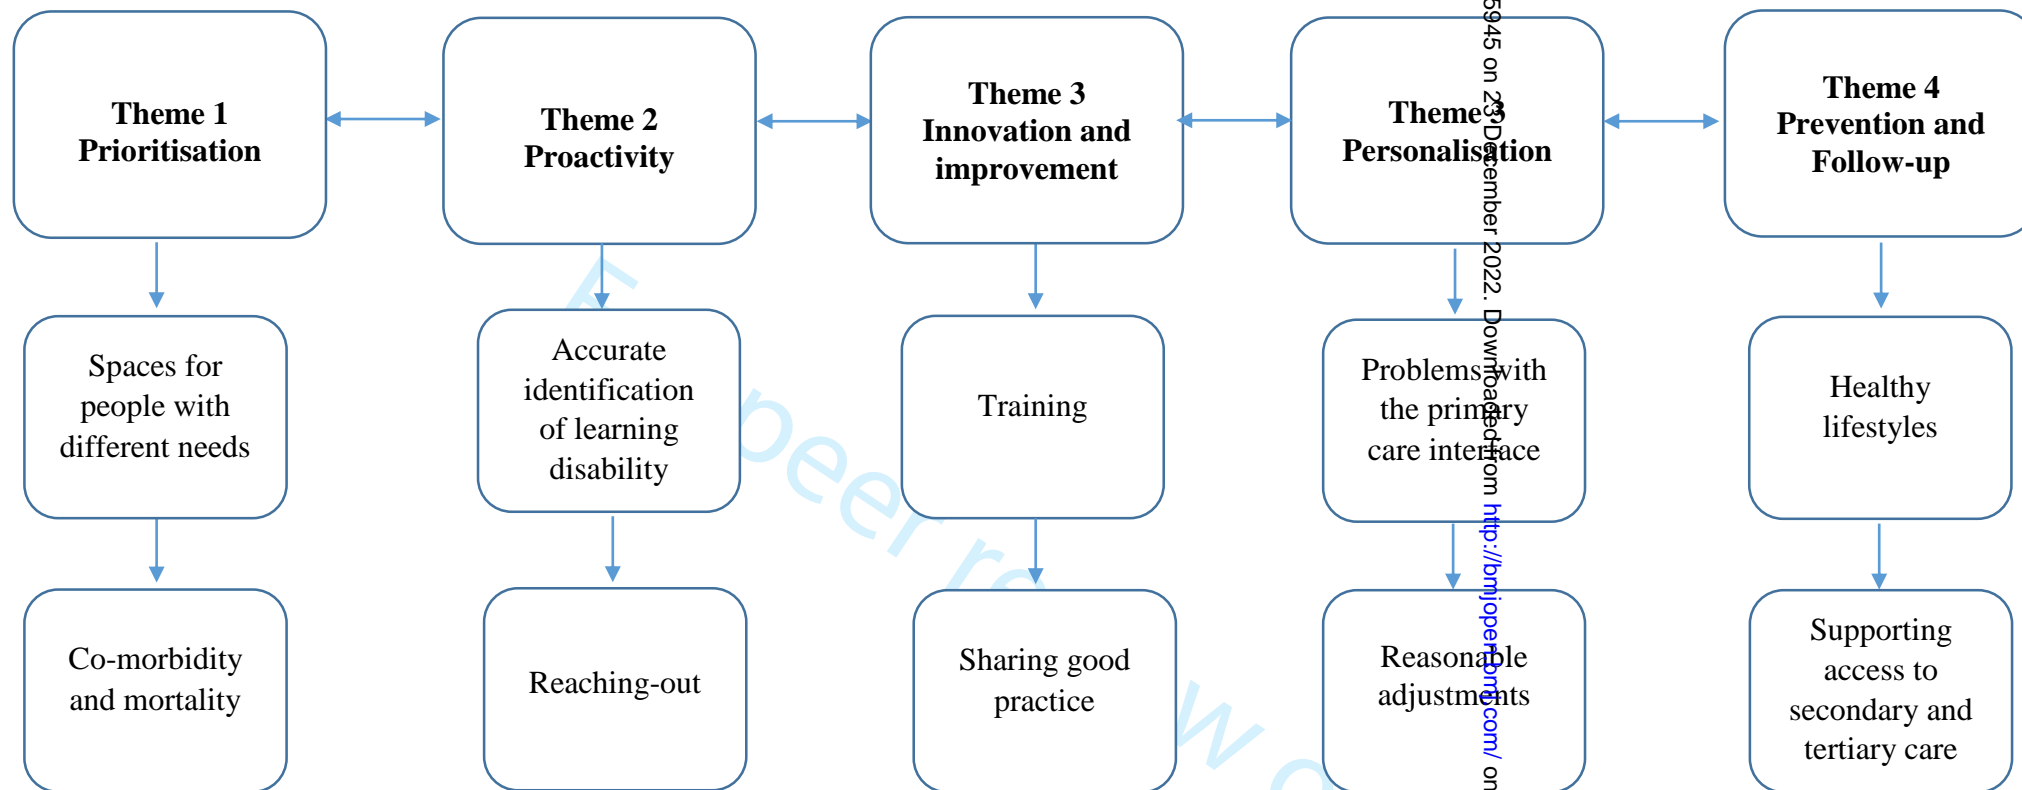 Theme 1
Prioritisation
Theme 2
Proactivity
Theme 3
Innovation and
improvement
Theme 3
Personalisation
Theme 4
Prevention and
Follow-up
Spaces for
people with
different needs
Accurate
identification
of learning
disability
Training
Problems with
the primary
care interface
Healthy
lifestyles
Co-morbidity
and mortality
Reaching-out
Sharing good
practice
Reasonable
adjustments
Supporting
access to
secondary and
tertiary care
5945 on 23 December 2022. Downloaded from http://bmjopen.bmj.com/ on
peer